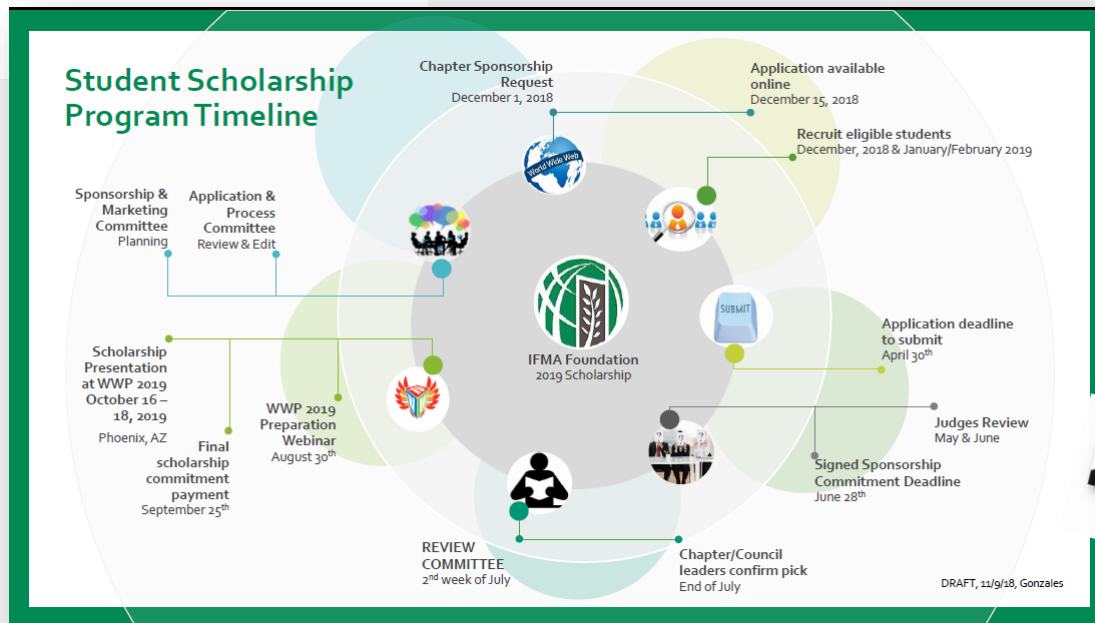 Student Scholarship
Program Timeline
Chapter Sponsorship
Request
December 1, 2018
Application available
online
December 15, 2018
World Wide Web
Recruit eligible students
December, 2018 & January/February 2019
Sponsorship &
Marketing
Committee
Planning
Application &
Process
Committee
Review & Edit
SUBMIT
Application deadline
to submit
April 30th
IFMA Foundation
2019 Scholarship
Scholarship
Presentation
at WWP 2019
October 16 –
18, 2019
Phoenix, AZ
Final
scholarship
commitment
payment
September 25th
WWP 2019
Preparation
Webinar
August 30th
Judges Review
May & June
? ? ?
Signed Sponsorship
Commitment Deadline
June 28th
REVIEW
COMMITTEE
2nd week of July
Chapter/Council
leaders confirm pick
End of July
DRAFT, 11/9/18, Gonzales